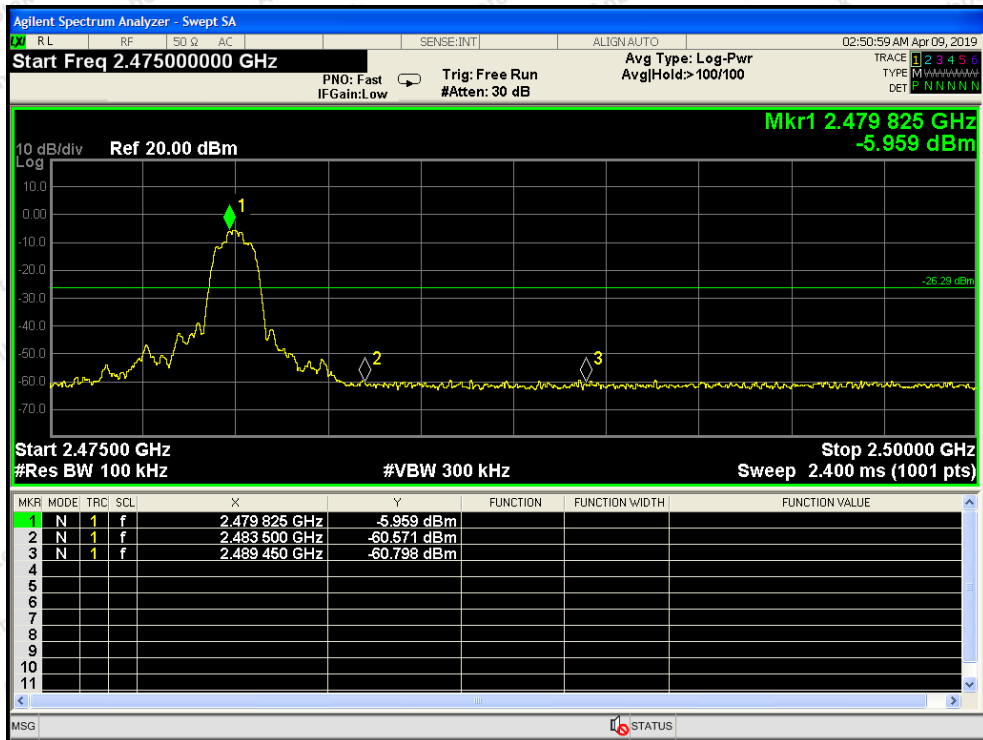 Agilent Spectrum Analyzer - Swept SA
LXI RL RF 50 Ω AC SENSE:INT ALIGNAUTO 02:50:59 AM Apr 09, 2019
Start Freq 2.475000000 GHz
PNO: Fast
IFGain:Low
Trig: Free Run
#Atten: 30 dB
Avg Type: Log-Pwr
Avg|Hold:>100/100
TRACE 1 2 3 4 5 6
TYPE M
DET P N N N N N
Mkr1 2.479 825 GHz
-5.959 dBm
10 dB/div Ref 20.00 dBm
Log
10.0
0.00
-10.0
-20.0
-30.0
-40.0
-50.0
-60.0
-70.0
1
-26.29 dBm
2
3
Start 2.47500 GHz Stop 2.50000 GHz
#Res BW 100 kHz #VBW 300 kHz Sweep 2.400 ms (1001 pts)
MKR MODE TRC SCL X Y FUNCTION FUNCTION WIDTH FUNCTION VALUE
1 N 1 f 2.479 825 GHz -5.959 dBm
2 N 1 f 2.483 500 GHz -60.571 dBm
3 N 1 f 2.489 450 GHz -60.798 dBm
4
5
6
7
8
9
10
11
MSG STATUS